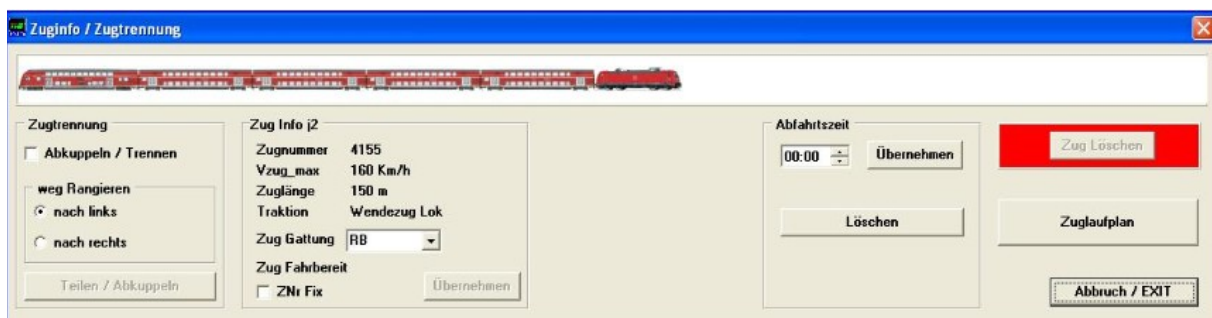 Zuginfo / Zugtrennung
Zugtrennung
Abkuppeln / Trennen
weg Rangieren
nach links
nach rechts
Teilen / Abkuppeln
Zug Info j2
Zugnummer 4155
Vzug_max 160 Km/h
Zuglänge 150 m
Traktion Wendezug Lok
Zug Gattung RB
Zug Fahrbereit
ZNr Fix
Übernehmen
Abfahrtszeit
00:00 Übernehmen
Löschen
Zug Löschen
Zuglaufplan
Abbruch / EXIT